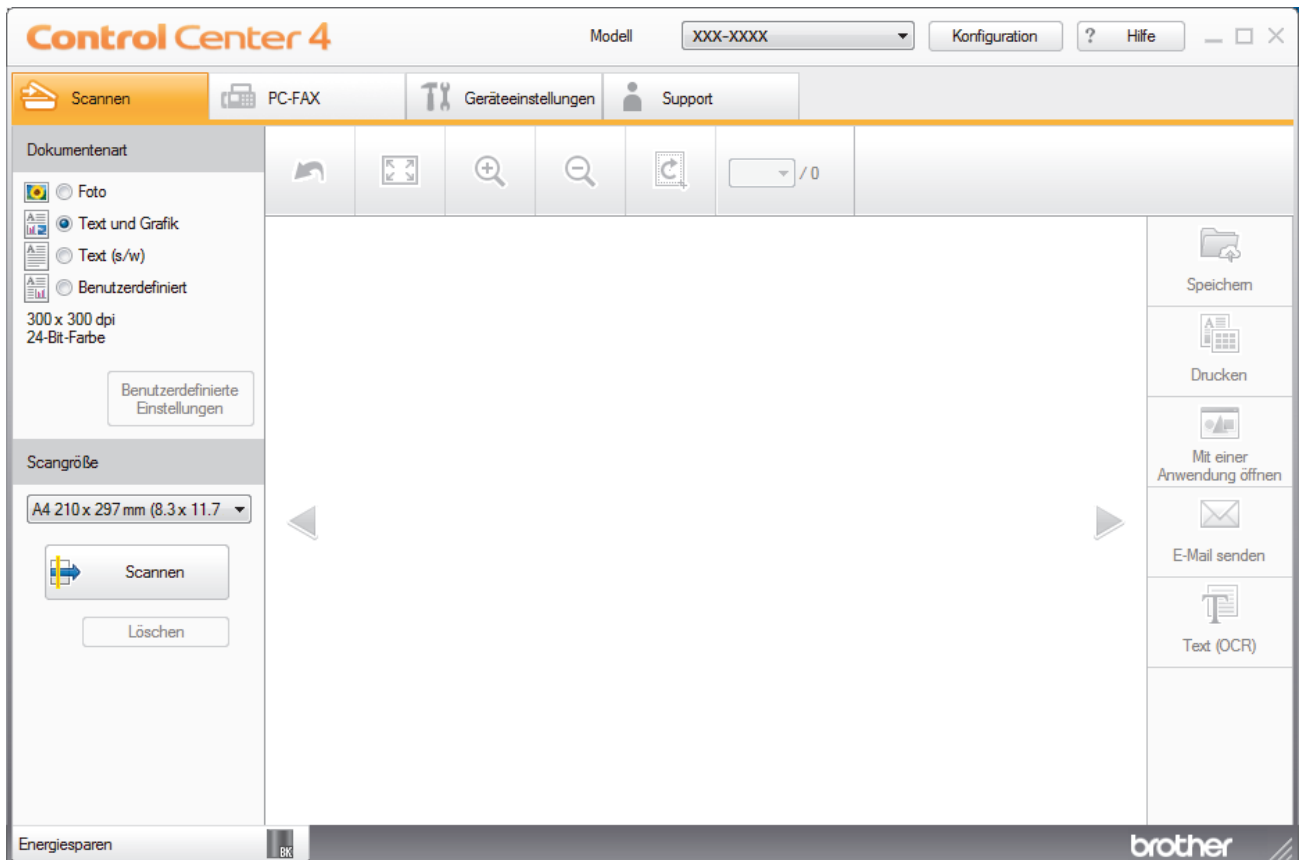 Control Center 4
Modell
XXX-XXXX
Konfiguration
? Hilfe
Scannen
PC-FAX
Geräteeinstellungen
Support
Dokumentenart
Foto
Text und Grafik
Text (s/w)
Benutzerdefiniert
300 x 300 dpi
24-Bit-Farbe
Benutzerdefinierte
Einstellungen
Scangröße
A4 210 x 297 mm (8.3 x 11.7
Scannen
Löschen
/ 0
Speichern
Drucken
Mit einer
Anwendung öffnen
E-Mail senden
Text (OCR)
Energiesparen
BK
brother